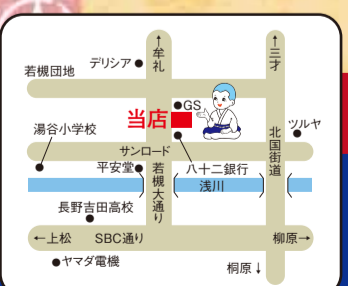 ↑牟礼
↑三才
デリシア
若槻団地
GS
当店
湯谷小学校
サンロード
北国街道
ツルヤ
平安堂
若槻大通り
八十二銀行
浅川
長野吉田高校
←上松
SBC通り
柳原→
ヤマダ電機
桐原↓